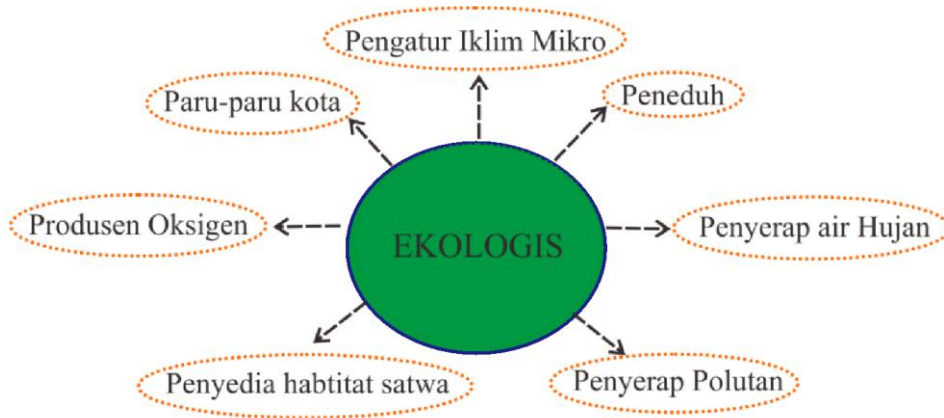 Pengatur Iklim Mikro
Paru-paru kota
Peneduh
Produsen Oksigen
EKOLOGIS
Penyerap air Hujan
Penyedia habtitat satwa
Penyerap Polutan